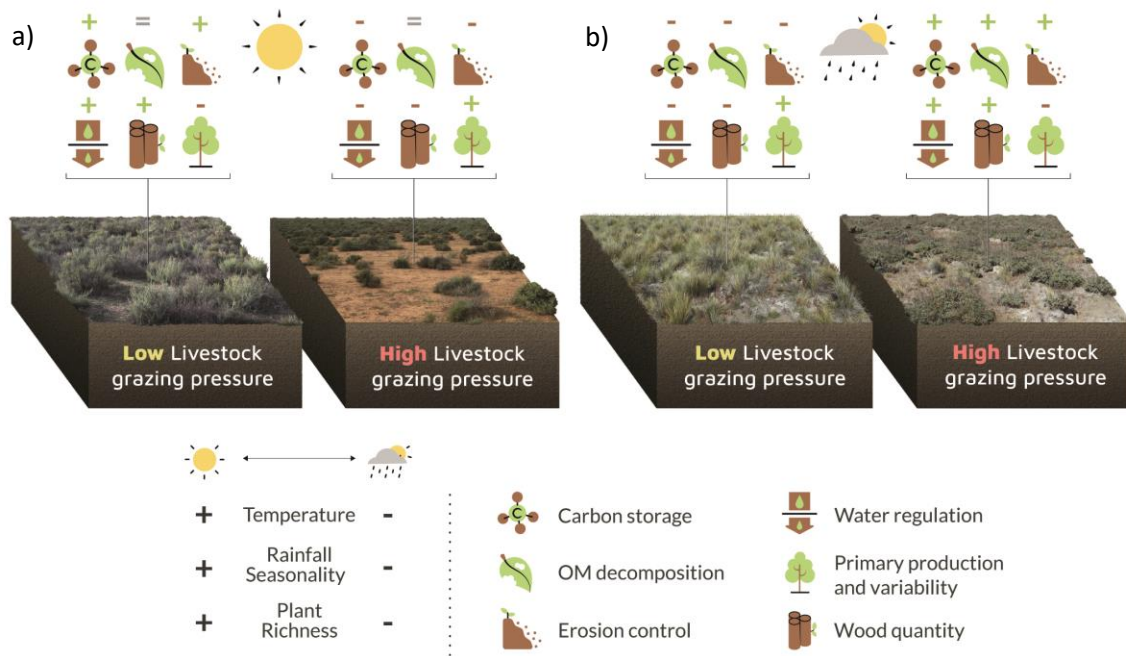 a)
+ = +
- = -
b)
- - -
+ + +
C
C
C
C
+ + -
- - +
- - +
+ + -
Low Livestock
grazing pressure
High Livestock
grazing pressure
Low Livestock
grazing pressure
High Livestock
grazing pressure
+ Temperature -
+ Rainfall
Seasonality -
+ Plant
Richness -
C
Carbon storage
OM decomposition
Erosion control
Water regulation
Primary production
and variability
Wood quantity